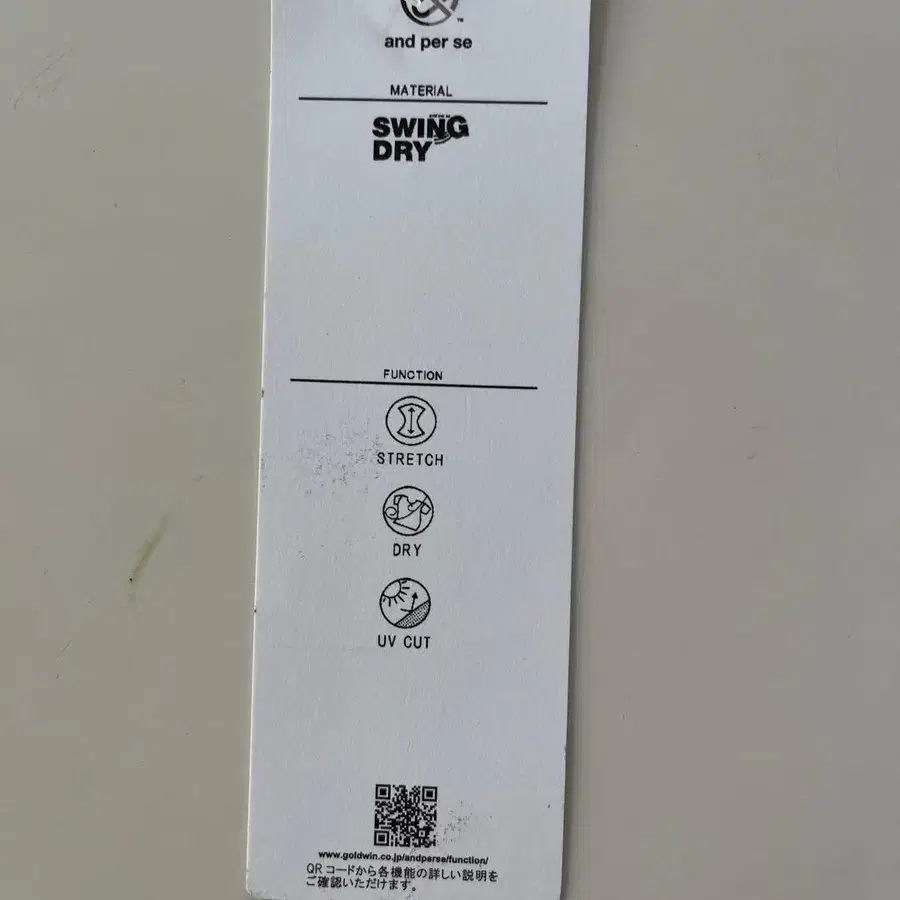 TM
and per se
MATERIAL
SWING
DRY
FUNCTION
STRETCH
DRY
UV CUT
www.goldwin.co.jp/andperse/function/
QRコードから各機能の詳しい説明を
ご確認いただけます。